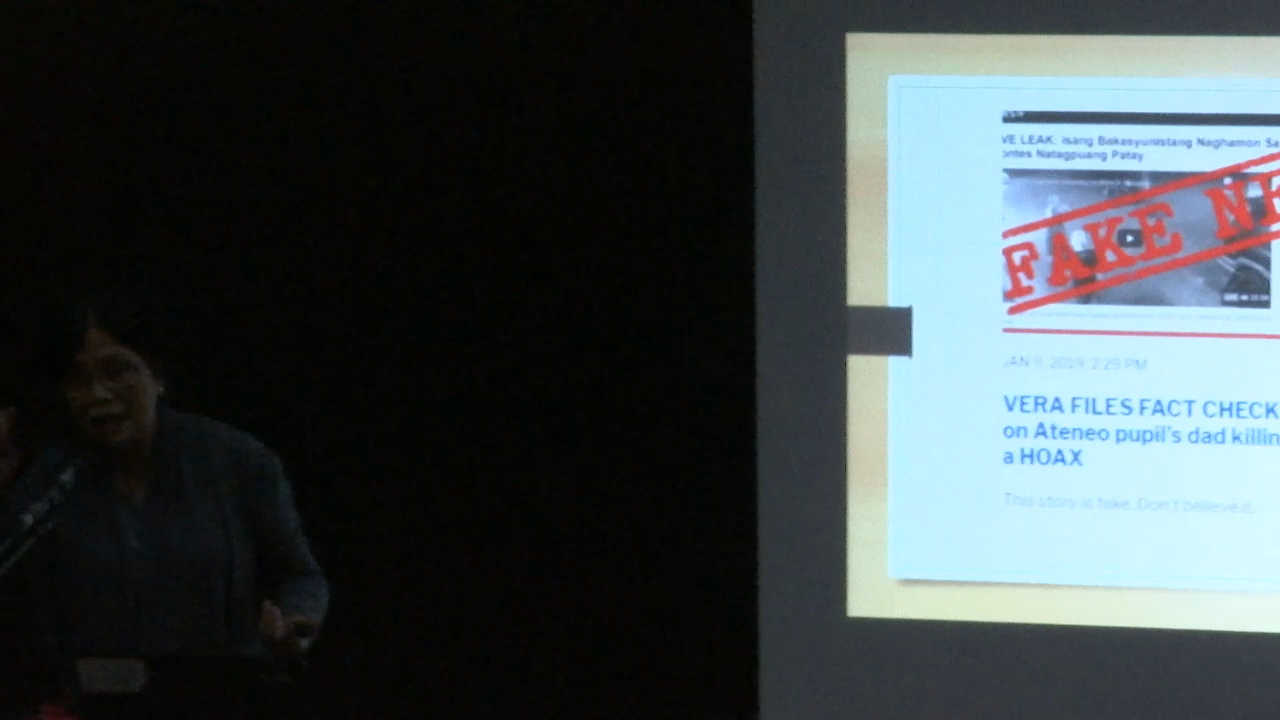 VE LEAK: Isang Bakasyunistang Naghamon Sa
ontes Natagpuang Patay
FAKE NE
JAN 9, 2019 2:29 PM
VERA FILES FACT CHECK
on Ateneo pupil's dad killin
a HOAX
This story is fake. Don't believe it.